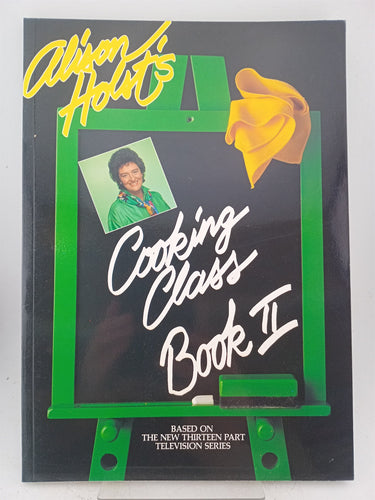 Alison
Holst's
Cooking
Class
Book II
BASED ON
THE NEW THIRTEEN PART
TELEVISION SERIES